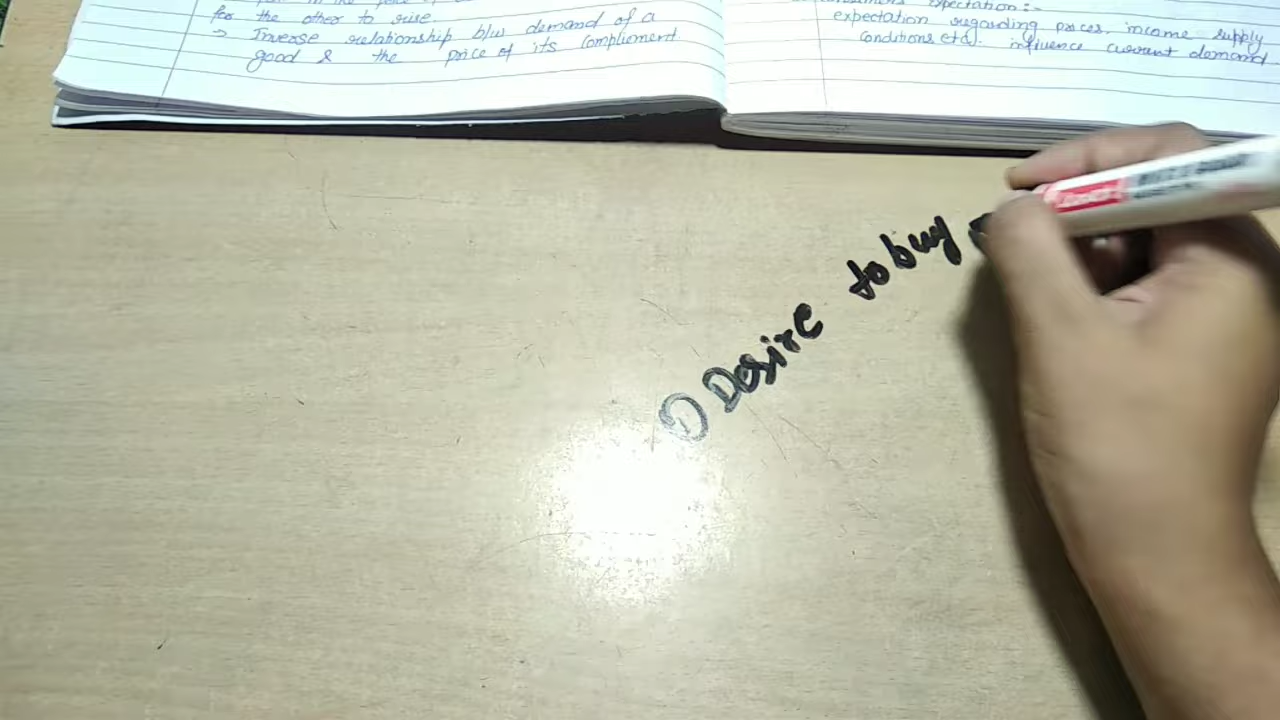 for the other to rise.
→ Inverse relationship b/w demand of a
good & the price of its compliment
expectation :-
expectation regarding prices, income supply
conditions etc). influence current demand
① Desire to buy